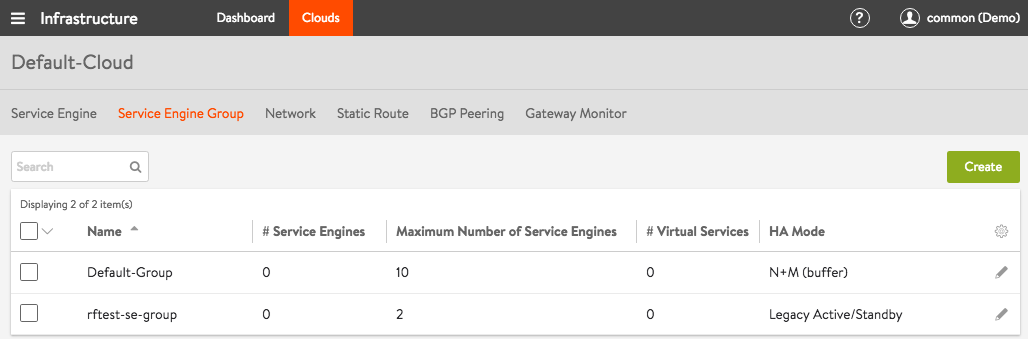 Infrastructure Dashboard Clouds ? common (Demo)
Default-Cloud
Service Engine Service Engine Group Network Static Route BGP Peering Gateway Monitor
Search Create
Displaying 2 of 2 item(s)
Name # Service Engines Maximum Number of Service Engines # Virtual Services HA Mode
Default-Group 0 10 0 N+M (buffer)
rftest-se-group 0 2 0 Legacy Active/Standby